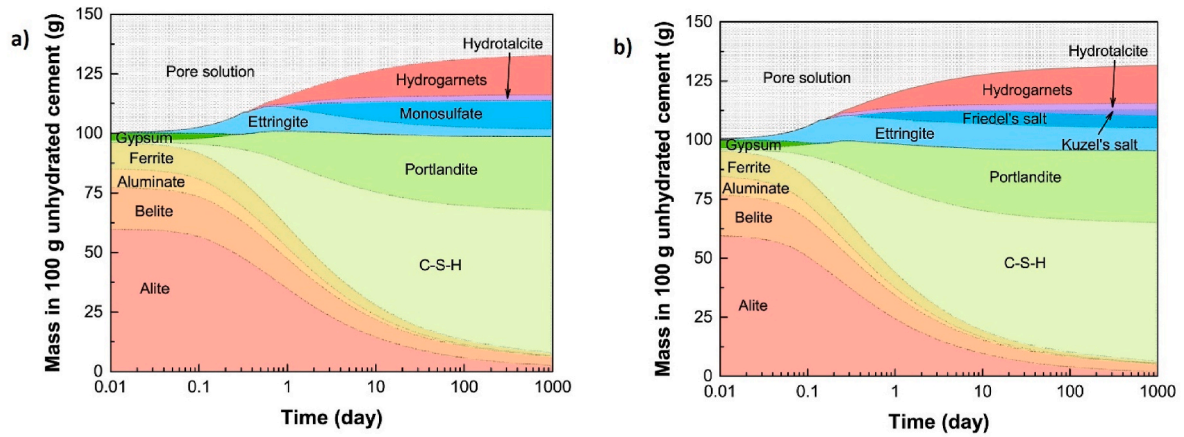 a)
Mass in 100 g unhydrated cement (g)
150
125
100
75
50
25
0
Pore solution
Hydrotalcite
Hydrogarnets
Monosulfate
Ettringite
Gypsum
Ferrite
Portlandite
Aluminate
Belite
C-S-H
Alite
0.01
0.1
1
10
100
1000
Time (day)
b)
Mass in 100 g unhydrated cement (g)
150
125
100
75
50
25
0
Pore solution
Hydrotalcite
Hydrogarnets
Friedel's salt
Ettringite
Kuzel's salt
Gypsum
Ferrite
Portlandite
Aluminate
Belite
C-S-H
Alite
0.01
0.1
1
10
100
1000
Time (day)